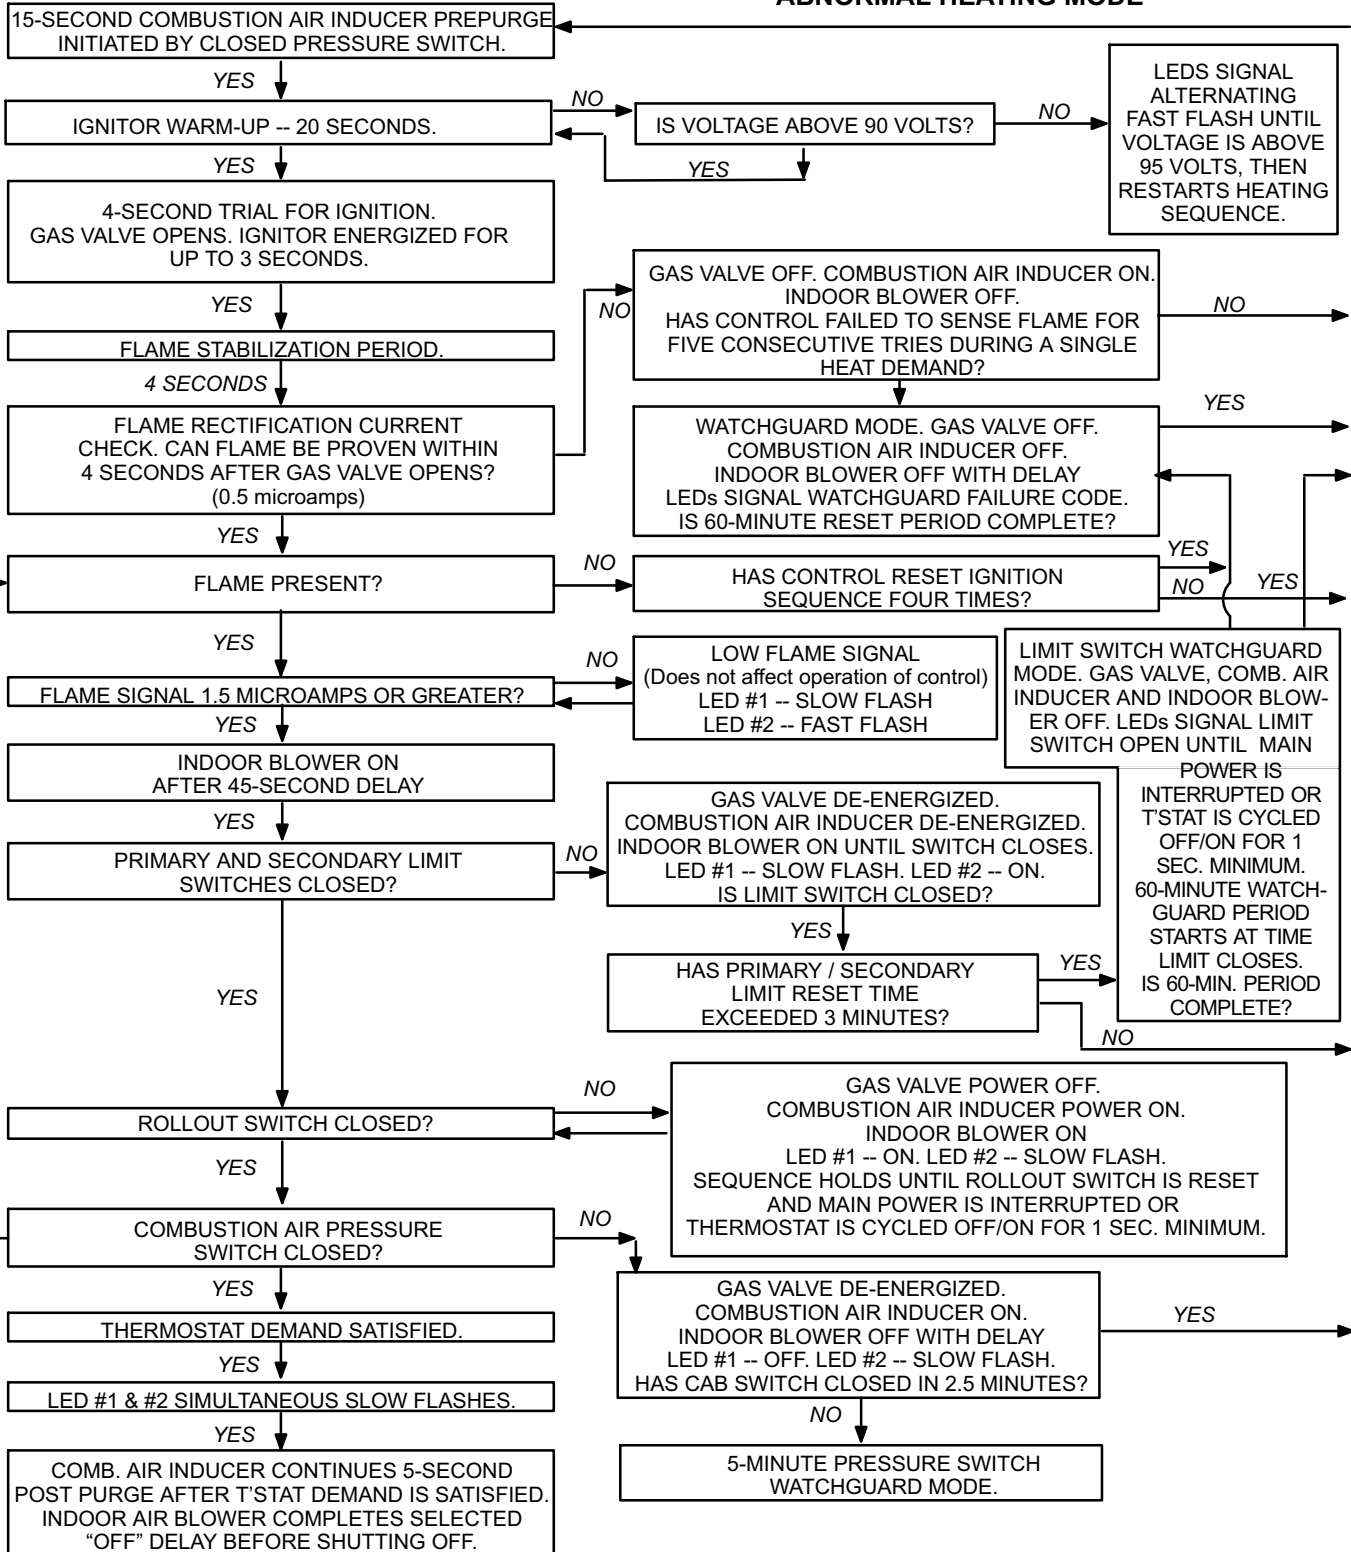 ABNORMAL HEATING MODE
15-SECOND COMBUSTION AIR INDUCER PREPURGE
INITIATED BY CLOSED PRESSURE SWITCH.
YES
IGNITOR WARM-UP -- 20 SECONDS.
NO
IS VOLTAGE ABOVE 90 VOLTS?
NO
YES
LEDS SIGNAL
ALTERNATING
FAST FLASH UNTIL
VOLTAGE IS ABOVE
95 VOLTS, THEN
RESTARTS HEATING
SEQUENCE.
YES
4-SECOND TRIAL FOR IGNITION.
GAS VALVE OPENS. IGNITOR ENERGIZED FOR
UP TO 3 SECONDS.
YES
FLAME STABILIZATION PERIOD.
4 SECONDS
FLAME RECTIFICATION CURRENT
CHECK. CAN FLAME BE PROVEN WITHIN
4 SECONDS AFTER GAS VALVE OPENS?
(0.5 microamps)
NO
GAS VALVE OFF. COMBUSTION AIR INDUCER ON.
INDOOR BLOWER OFF.
HAS CONTROL FAILED TO SENSE FLAME FOR
FIVE CONSECUTIVE TRIES DURING A SINGLE
HEAT DEMAND?
NO
WATCHGUARD MODE. GAS VALVE OFF.
COMBUSTION AIR INDUCER OFF.
INDOOR BLOWER OFF WITH DELAY
LEDs SIGNAL WATCHGUARD FAILURE CODE.
IS 60-MINUTE RESET PERIOD COMPLETE?
YES
YES
FLAME PRESENT?
NO
HAS CONTROL RESET IGNITION
SEQUENCE FOUR TIMES?
YES
NO
YES
YES
FLAME SIGNAL 1.5 MICROAMPS OR GREATER?
NO
LOW FLAME SIGNAL
(Does not affect operation of control)
LED #1 -- SLOW FLASH
LED #2 -- FAST FLASH
LIMIT SWITCH WATCHGUARD
MODE. GAS VALVE, COMB. AIR
INDUCER AND INDOOR BLOW-
ER OFF. LEDs SIGNAL LIMIT
SWITCH OPEN UNTIL MAIN
POWER IS
INTERRUPTED OR
T'STAT IS CYCLED
OFF/ON FOR 1
SEC. MINIMUM.
60-MINUTE WATCH-
GUARD PERIOD
STARTS AT TIME
LIMIT CLOSES.
IS 60-MIN. PERIOD
COMPLETE?
YES
INDOOR BLOWER ON
AFTER 45-SECOND DELAY
YES
PRIMARY AND SECONDARY LIMIT
SWITCHES CLOSED?
NO
GAS VALVE DE-ENERGIZED.
COMBUSTION AIR INDUCER DE-ENERGIZED.
INDOOR BLOWER ON UNTIL SWITCH CLOSES.
LED #1 -- SLOW FLASH. LED #2 -- ON.
IS LIMIT SWITCH CLOSED?
YES
HAS PRIMARY / SECONDARY
LIMIT RESET TIME
EXCEEDED 3 MINUTES?
YES
NO
YES
ROLLOUT SWITCH CLOSED?
NO
GAS VALVE POWER OFF.
COMBUSTION AIR INDUCER POWER ON.
INDOOR BLOWER ON
LED #1 -- ON. LED #2 -- SLOW FLASH.
SEQUENCE HOLDS UNTIL ROLLOUT SWITCH IS RESET
AND MAIN POWER IS INTERRUPTED OR
THERMOSTAT IS CYCLED OFF/ON FOR 1 SEC. MINIMUM.
YES
COMBUSTION AIR PRESSURE
SWITCH CLOSED?
NO
GAS VALVE DE-ENERGIZED.
COMBUSTION AIR INDUCER ON.
INDOOR BLOWER OFF WITH DELAY
LED #1 -- OFF. LED #2 -- SLOW FLASH.
HAS CAB SWITCH CLOSED IN 2.5 MINUTES?
YES
NO
5-MINUTE PRESSURE SWITCH
WATCHGUARD MODE.
YES
THERMOSTAT DEMAND SATISFIED.
YES
LED #1 & #2 SIMULTANEOUS SLOW FLASHES.
YES
COMB. AIR INDUCER CONTINUES 5-SECOND
POST PURGE AFTER T'STAT DEMAND IS SATISFIED.
INDOOR AIR BLOWER COMPLETES SELECTED
“OFF” DELAY BEFORE SHUTTING OFF.